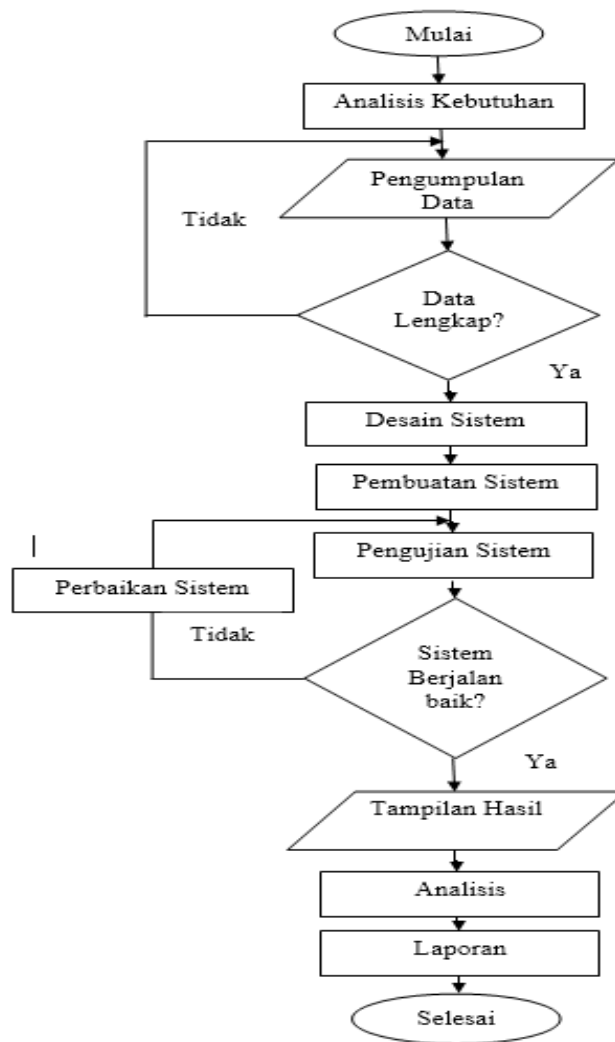 Mulai
Analisis Kebutuhan
Pengumpulan
Data
Tidak
Data
Lengkap?
Ya
Desain Sistem
Pembuatan Sistem
Pengujian Sistem
Perbaikan Sistem
Tidak
Sistem
Berjalan
baik?
Ya
Tampilan Hasil
Analisis
Laporan
Selesai